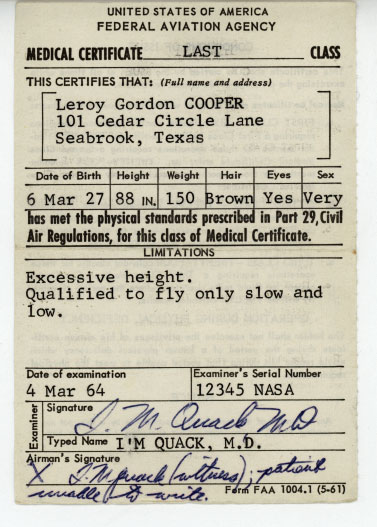 UNITED STATES OF AMERICA
FEDERAL AVIATION AGENCY
MEDICAL CERTIFICATE LAST CLASS
THIS CERTIFIES THAT: (Full name and address)
Leroy Gordon COOPER
101 Cedar Circle Lane
Seabrook, Texas
Date of Birth Height Weight Hair Eyes Sex
6 Mar 27 88 IN. 150 Brown Yes Very
has met the physical standards prescribed in Part 29, Civil
Air Regulations, for this class of Medical Certificate.
LIMITATIONS
Excessive height.
Qualified to fly only slow and
low.
Date of examination Examiner's Serial Number
4 Mar 64 12345 NASA
Examiner
Signature
I. M. Quack MD
Typed Name I'M QUACK, M.D.
Airman's Signature
X I. M. Quack (witness); patient
unable to write.
Form FAA 1004.1 (5-61)